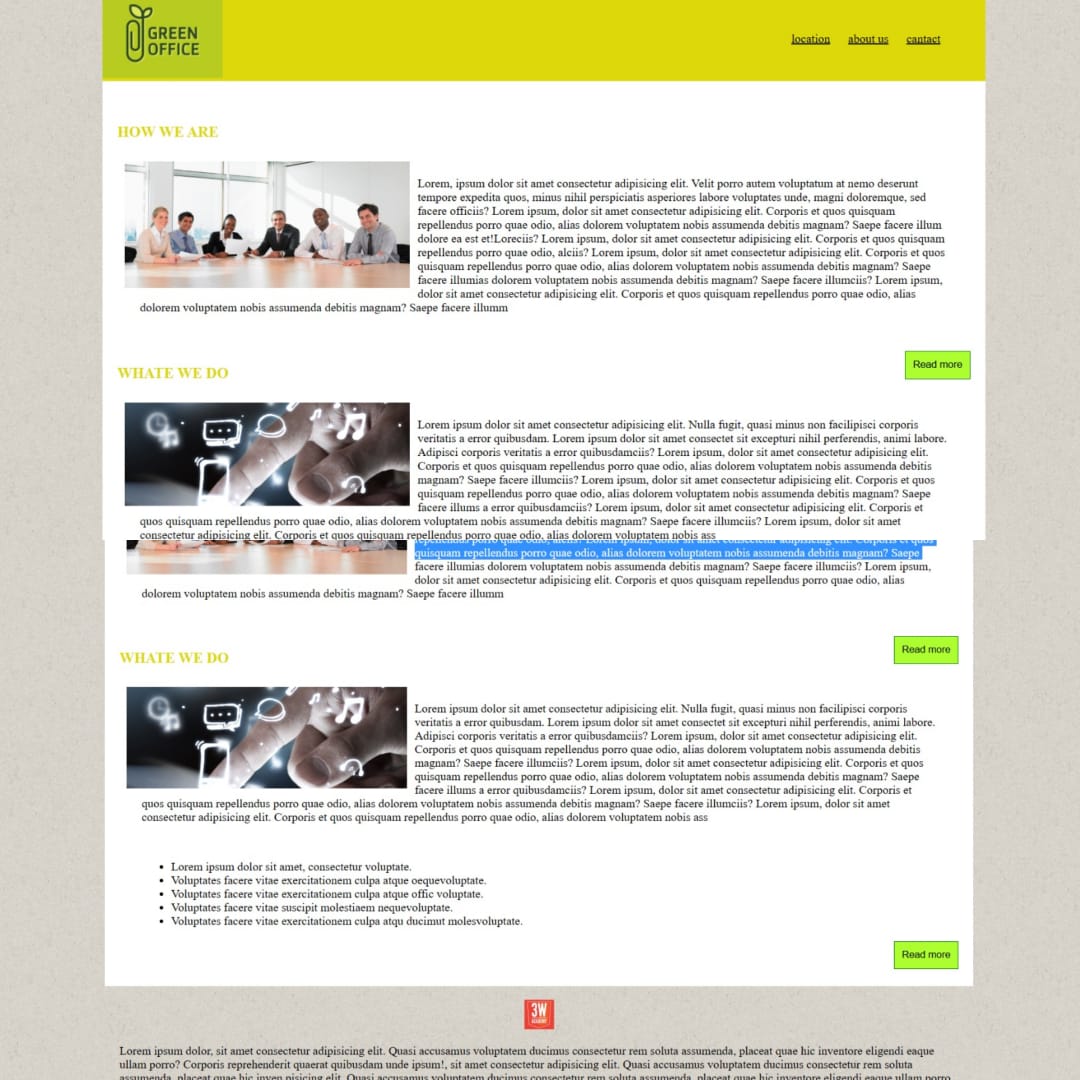 GREEN
OFFICE
location about us cantact
HOW WE ARE
Lorem, ipsum dolor sit amet consectetur adipisicing elit. Velit porro autem voluptatum at nemo deserunt
tempore expedita quos, minus nihil perspiciatis asperiores labore voluptates unde, magni doloremque, sed
facere officiis? Lorem ipsum, dolor sit amet consectetur adipisicing elit. Corporis et quos quisquam
repellendus porro quae odio, alias dolorem voluptatem nobis assumenda debitis magnam? Saepe facere illum
dolore ea est et!Loreciis? Lorem ipsum, dolor sit amet consectetur adipisicing elit. Corporis et quos quisquam
repellendus porro quae odio, alciis? Lorem ipsum, dolor sit amet consectetur adipisicing elit. Corporis et quos
quisquam repellendus porro quae odio, alias dolorem voluptatem nobis assumenda debitis magnam? Saepe
facere illumias dolorem voluptatem nobis assumenda debitis magnam? Saepe facere illumciis? Lorem ipsum,
dolor sit amet consectetur adipisicing elit. Corporis et quos quisquam repellendus porro quae odio, alias
dolorem voluptatem nobis assumenda debitis magnam? Saepe facere illumm
Read more
WHATE WE DO
Lorem ipsum dolor sit amet consectetur adipisicing elit. Nulla fugit, quasi minus non facilipisci corporis
veritatis a error quibusdam. Lorem ipsum dolor sit amet consectet sit excepturi nihil perferendis, animi labore.
Adipisci corporis veritatis a error quibusdamciis? Lorem ipsum, dolor sit amet consectetur adipisicing elit.
Corporis et quos quisquam repellendus porro quae odio, alias dolorem voluptatem nobis assumenda debitis
magnam? Saepe facere illumciis? Lorem ipsum, dolor sit amet consectetur adipisicing elit. Corporis et quos
quisquam repellendus porro quae odio, alias dolorem voluptatem nobis assumenda debitis magnam? Saepe
facere illums a error quibusdamciis? Lorem ipsum, dolor sit amet consectetur adipisicing elit. Corporis et
quos quisquam repellendus porro quae odio, alias dolorem voluptatem nobis assumenda debitis magnam? Saepe facere illumciis? Lorem ipsum, dolor sit amet
consectetur adipisicing elit. Corporis et quos quisquam repellendus porro quae odio, alias dolorem voluptatem nobis ass
quisquam repellendus porro quae odio, alias dolorem voluptatem nobis assumenda debitis magnam? Saepe
facere illumias dolorem voluptatem nobis assumenda debitis magnam? Saepe facere illumciis? Lorem ipsum,
dolor sit amet consectetur adipisicing elit. Corporis et quos quisquam repellendus porro quae odio, alias
dolorem voluptatem nobis assumenda debitis magnam? Saepe facere illumm
Read more
WHATE WE DO
Lorem ipsum dolor sit amet consectetur adipisicing elit. Nulla fugit, quasi minus non facilipisci corporis
veritatis a error quibusdam. Lorem ipsum dolor sit amet consectet sit excepturi nihil perferendis, animi labore.
Adipisci corporis veritatis a error quibusdamciis? Lorem ipsum, dolor sit amet consectetur adipisicing elit.
Corporis et quos quisquam repellendus porro quae odio, alias dolorem voluptatem nobis assumenda debitis
magnam? Saepe facere illumciis? Lorem ipsum, dolor sit amet consectetur adipisicing elit. Corporis et quos
quisquam repellendus porro quae odio, alias dolorem voluptatem nobis assumenda debitis magnam? Saepe
facere illums a error quibusdamciis? Lorem ipsum, dolor sit amet consectetur adipisicing elit. Corporis et
quos quisquam repellendus porro quae odio, alias dolorem voluptatem nobis assumenda debitis magnam? Saepe facere illumciis? Lorem ipsum, dolor sit amet
consectetur adipisicing elit. Corporis et quos quisquam repellendus porro quae odio, alias dolorem voluptatem nobis ass
Lorem ipsum dolor sit amet, consectetur voluptate.
Voluptates facere vitae exercitationem culpa atque oequevoluptate.
Voluptates facere vitae exercitationem culpa atque offic voluptate.
Voluptates facere vitae suscipit molestiaem nequevoluptate.
Voluptates facere vitae exercitationem culpa atqu ducimut molesvoluptate.
Read more
3W
ACADEMY
Lorem ipsum dolor, sit amet consectetur adipisicing elit. Quasi accusamus voluptatem ducimus consectetur rem soluta assumenda, placeat quae hic inventore eligendi eaque
ullam porro? Corporis reprehenderit quaerat quibusdam unde ipsum!, sit amet consectetur adipisicing elit. Quasi accusamus voluptatem ducimus consectetur rem soluta
assumenda, placeat quae hic inven pisicing elit. Quasi accusamus voluptatem ducimus consectetur rem soluta assumenda, placeat quae hic inventore eligendi eaque ullam porro